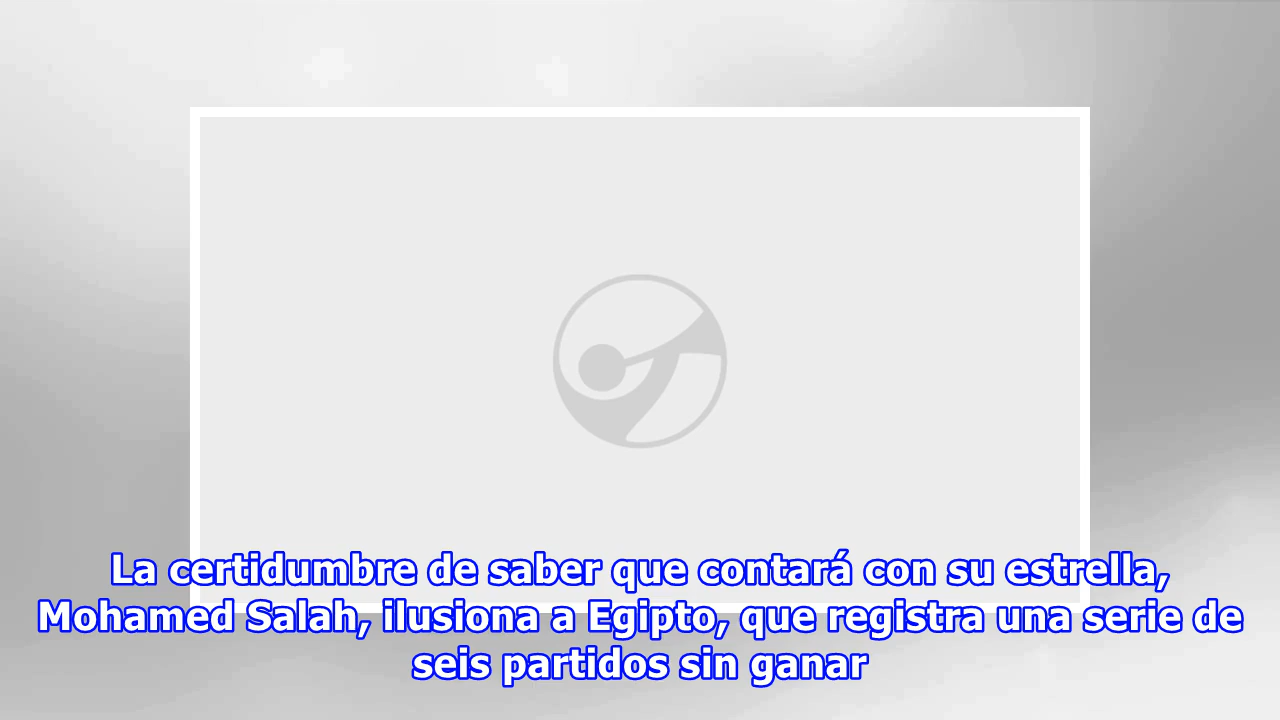 La certidumbre de saber que contará con su estrella,
Mohamed Salah, ilusiona a Egipto, que registra una serie de
seis partidos sin ganar